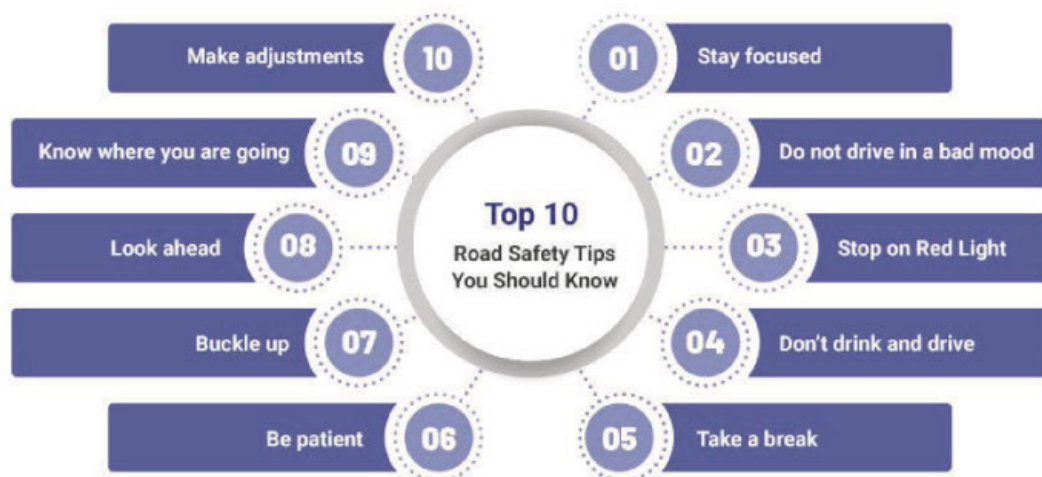 Top 10
Road Safety Tips
You Should Know
01
Stay focused
02
Do not drive in a bad mood
03
Stop on Red Light
04
Don't drink and drive
05
Take a break
06
Be patient
07
Buckle up
08
Look ahead
09
Know where you are going
10
Make adjustments